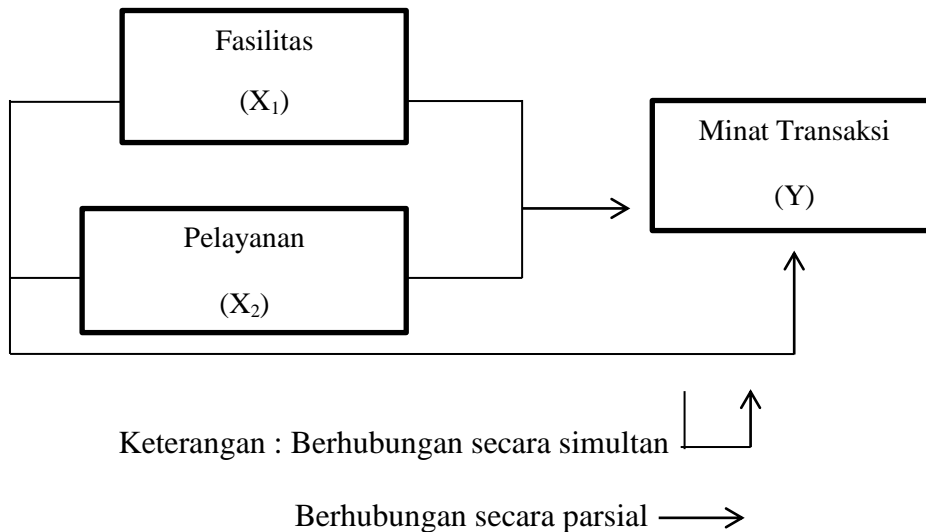 Fasilitas
(X₁)
Minat Transaksi
(Y)
Pelayanan
(X₂)
Keterangan : Berhubungan secara simultan
Berhubungan secara parsial